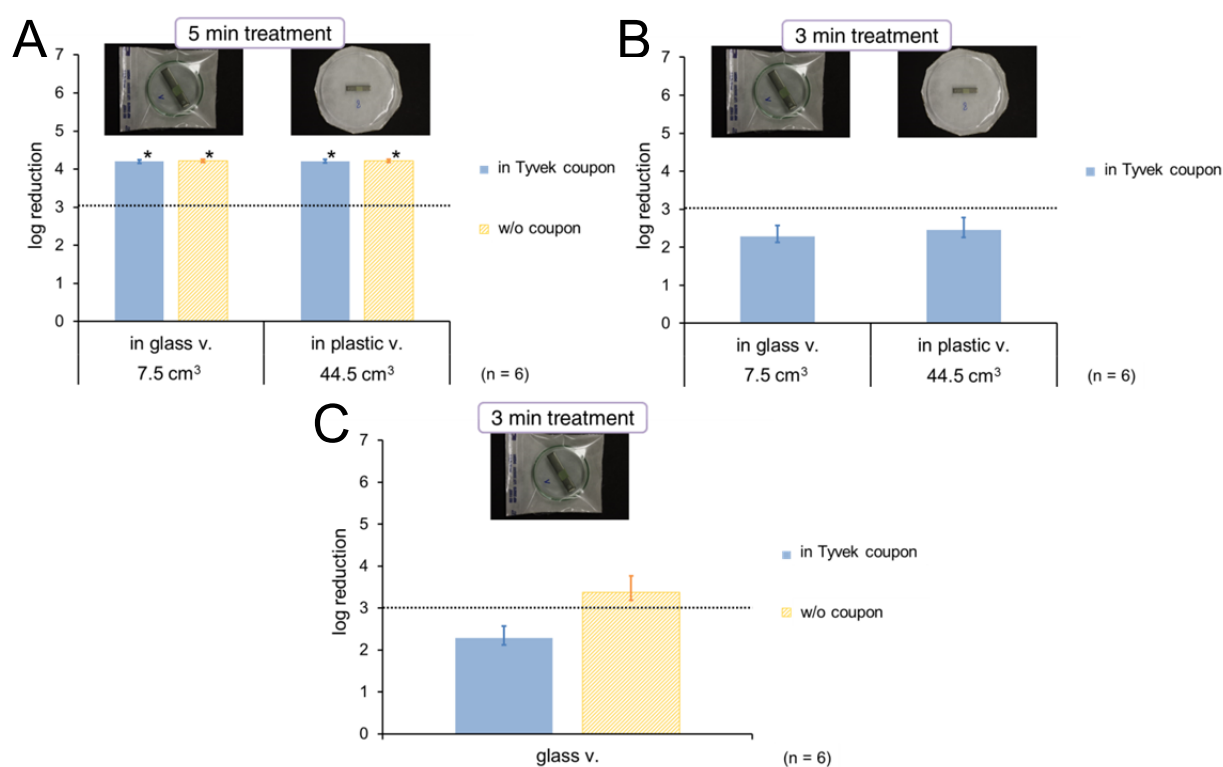 A
5 min treatment
7
6
5
4
3
2
1
0
log reduction
* * * *
in Tyvek coupon
w/o coupon
in glass v. in plastic v.
7.5 cm³ 44.5 cm³
(n = 6)
B
3 min treatment
7
6
5
4
3
2
1
0
log reduction
in Tyvek coupon
in glass v. in plastic v.
7.5 cm³ 44.5 cm³
(n = 6)
C
3 min treatment
7
6
5
4
3
2
1
0
log reduction
in Tyvek coupon
w/o coupon
glass v.
(n = 6)